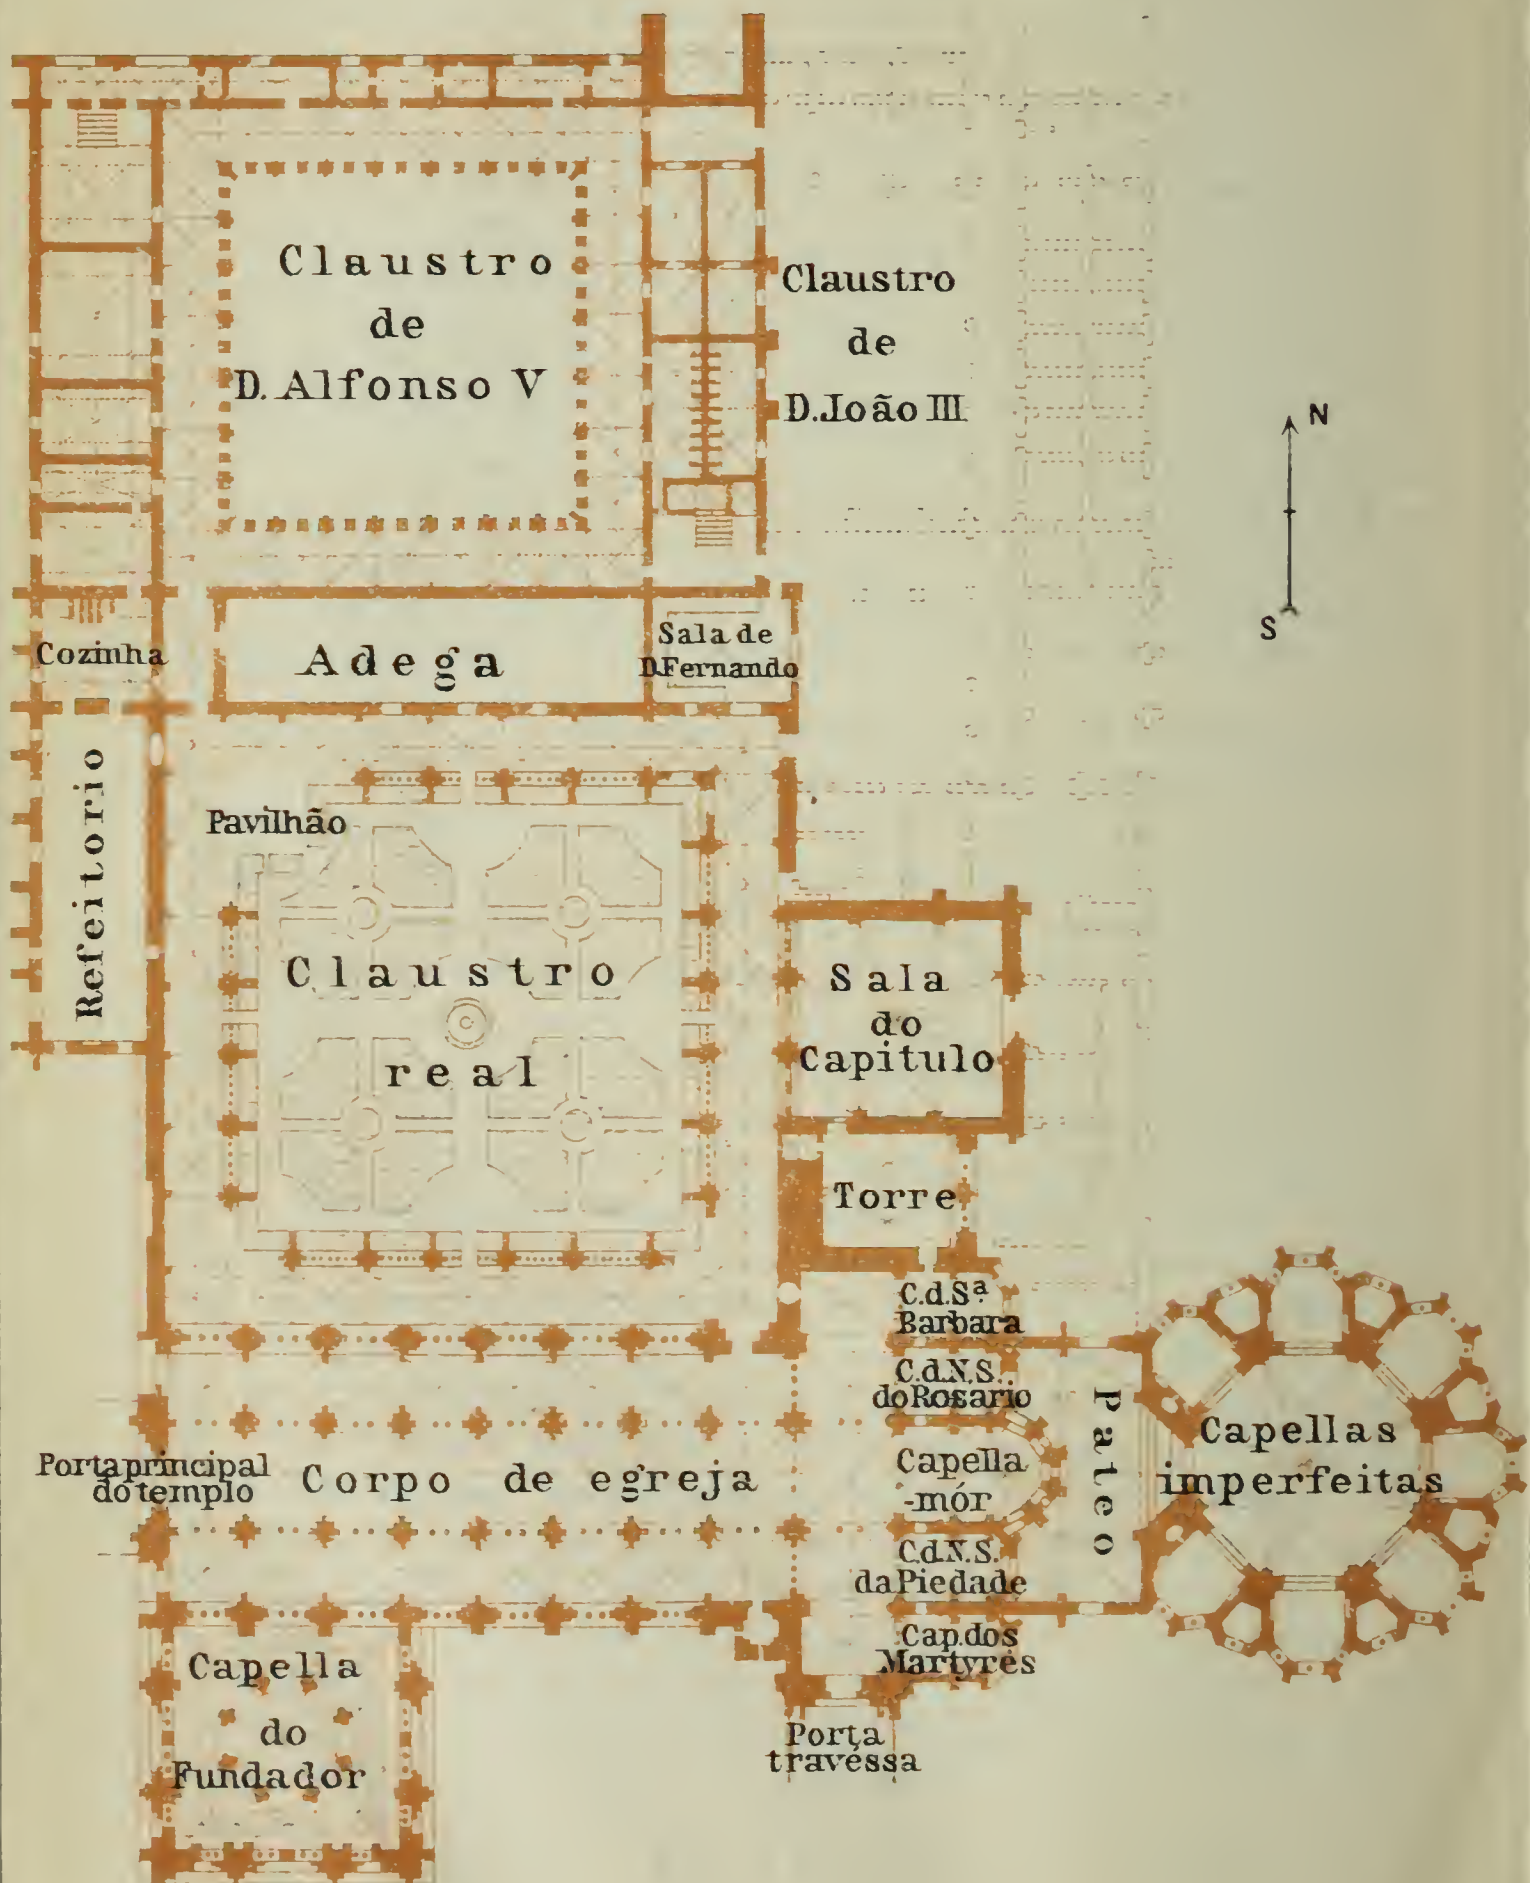 Claustro
de
D. Alfonso V
Claustro
de
D. João III
N
S
Cozinha
Adega
Sala de
D. Fernando
Refeitorio
Pavilhão
Claustro
real
Sala
do
Capitulo
Torre
C. d. Sª
Barbara
C. d. N. S.
do Rosario
Capella
-mór
C. d. N. S.
da Piedade
Cap. dos
Martyres
Pateo
Capellas
imperfeitas
Porta principal
do templo
Corpo de egreja
Capella
do
Fundador
Porta
travéssa